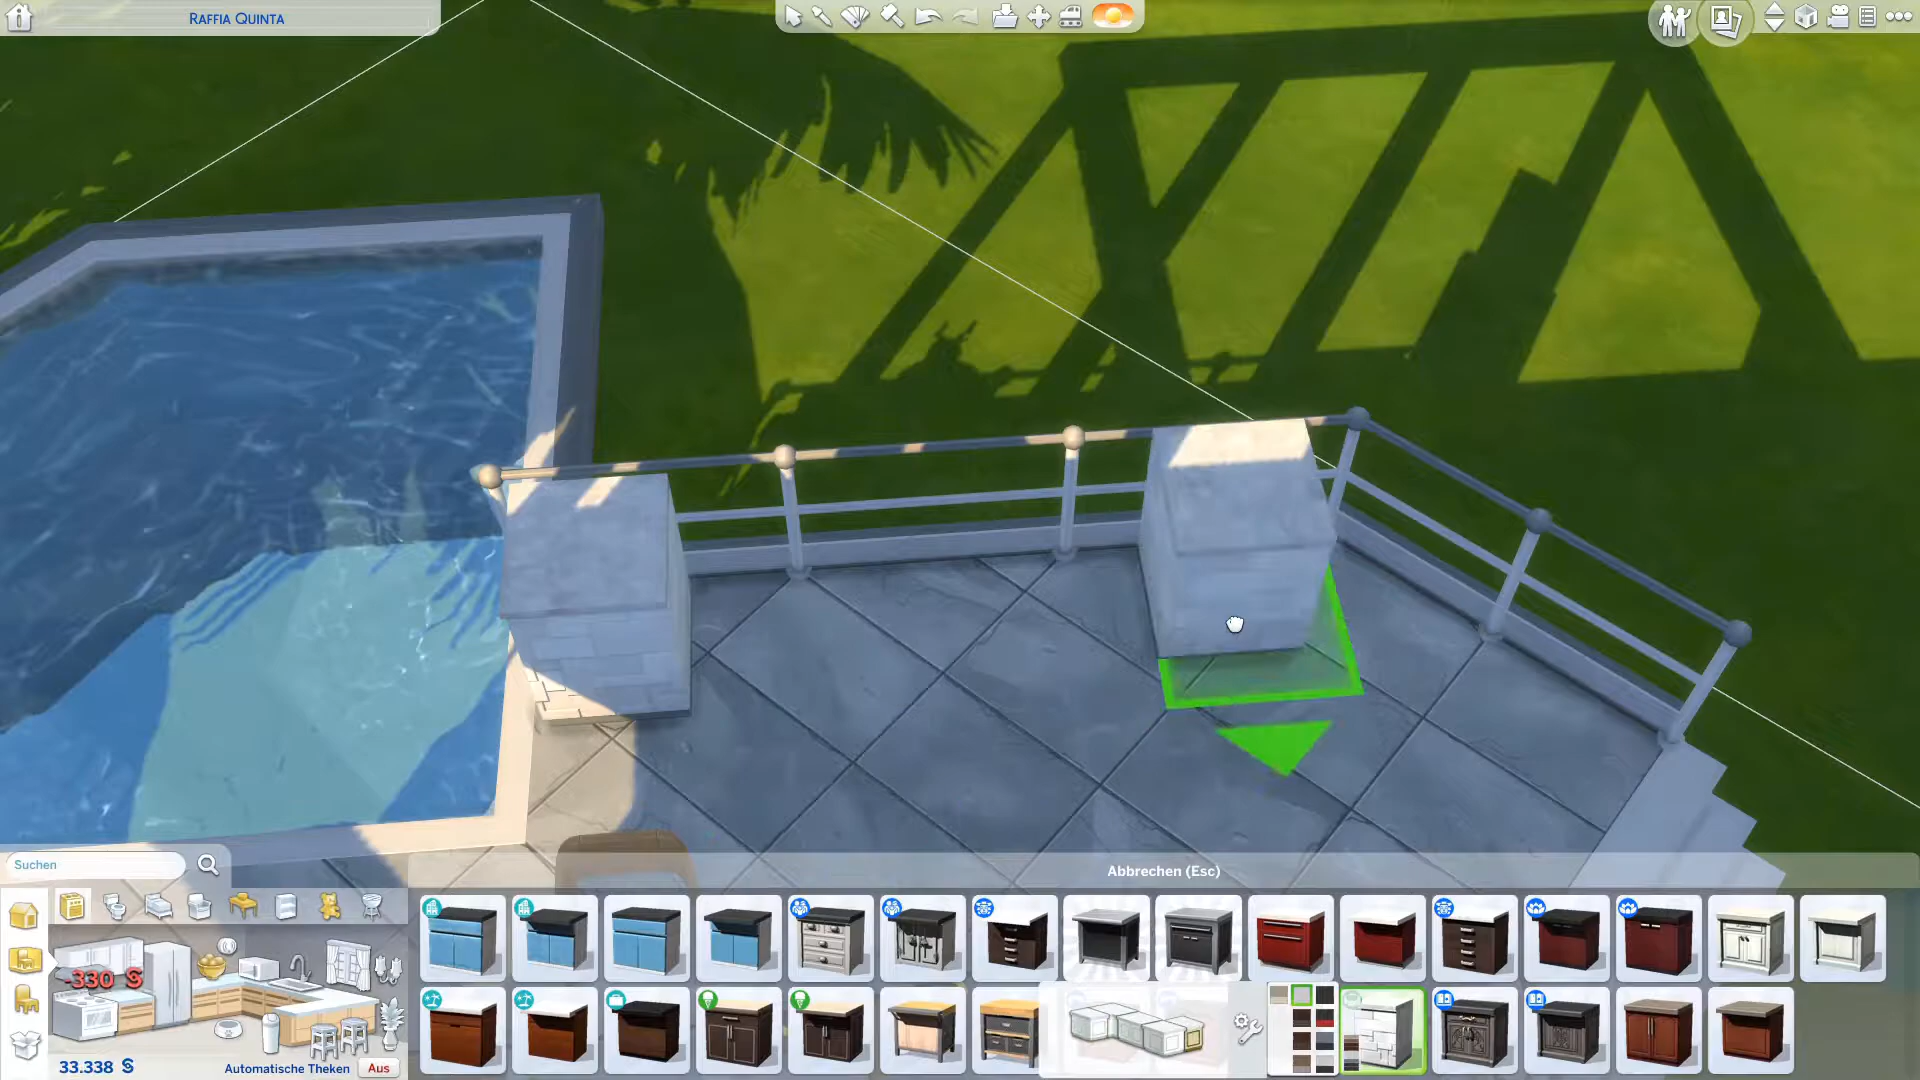 RAFFIA QUINTA
Abbrechen (Esc)
Suchen
-330 $
33.338 $
Automatische Theken
Aus